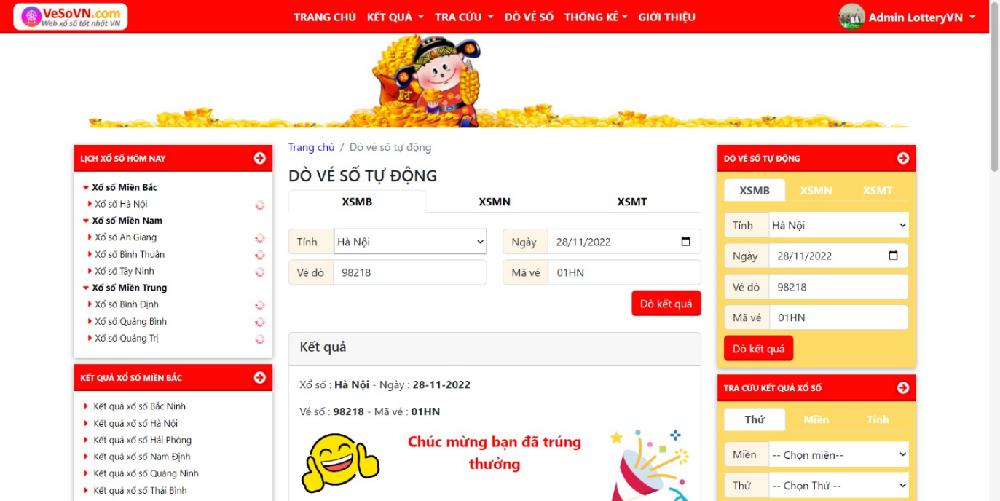 VeSoVN.com
Web xổ số tốt nhất VN
TRANG CHỦ KẾT QUẢ TRA CỨU DÒ VÉ SỐ THỐNG KÊ GIỚI THIỆU
Admin LotteryVN
财
LỊCH XỔ SỐ HÔM NAY
Xổ số Miền Bắc
Xổ số Hà Nội
Xổ số Miền Nam
Xổ số An Giang
Xổ số Bình Thuận
Xổ số Tây Ninh
Xổ số Miền Trung
Xổ số Bình Định
Xổ số Quảng Bình
Xổ số Quảng Trị
KẾT QUẢ XỔ SỐ MIỀN BẮC
Kết quả xổ số Bắc Ninh
Kết quả xổ số Hà Nội
Kết quả xổ số Hải Phòng
Kết quả xổ số Nam Định
Kết quả xổ số Quảng Ninh
Kết quả xổ số Thái Bình
Trang chủ / Dò vé số tự động
DÒ VÉ SỐ TỰ ĐỘNG
XSMB XSMN XSMT
Tỉnh Hà Nội Ngày 28/11/2022
Vé dò 98218 Mã vé 01HN
Dò kết quả
Kết quả
Xổ số : Hà Nội - Ngày : 28-11-2022
Vé số : 98218 - Mã vé : 01HN
Chúc mừng bạn đã trúng
thưởng
DÒ VÉ SỐ TỰ ĐỘNG
XSMB XSMN XSMT
Tỉnh Hà Nội
Ngày 28/11/2022
Vé dò 98218
Mã vé 01HN
Dò kết quả
TRA CỨU KẾT QUẢ XỔ SỐ
Thứ Miền Tỉnh
Miền -- Chọn miền--
Thứ -- Chọn Thứ --